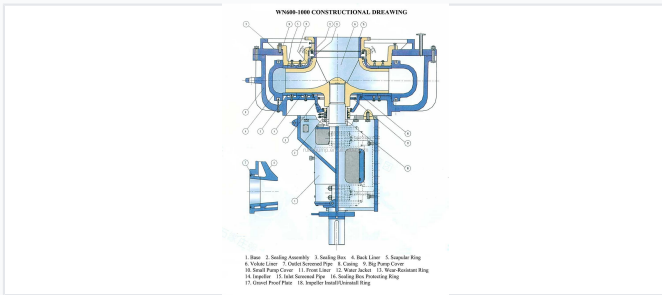 WN600-1000 CONSTRUCTIONAL DREAWING
1. Base 2. Sealing Assembly 3. Sealing Box 4. Back Liner 5. Scapular Ring
6. Volute Liner 7. Outlet Screened Pipe 8. Casing 9. Big Pump Cover
10. Small Pump Cover 11. Front Liner 12. Water Jacket 13. Wear-Resistant Ring
14. Impeller 15. Inlet Screened Pipe 16. Sealing Box Protecting Ring
17. Gravel Proof Plate 18. Impeller Install/Uninstall Ring